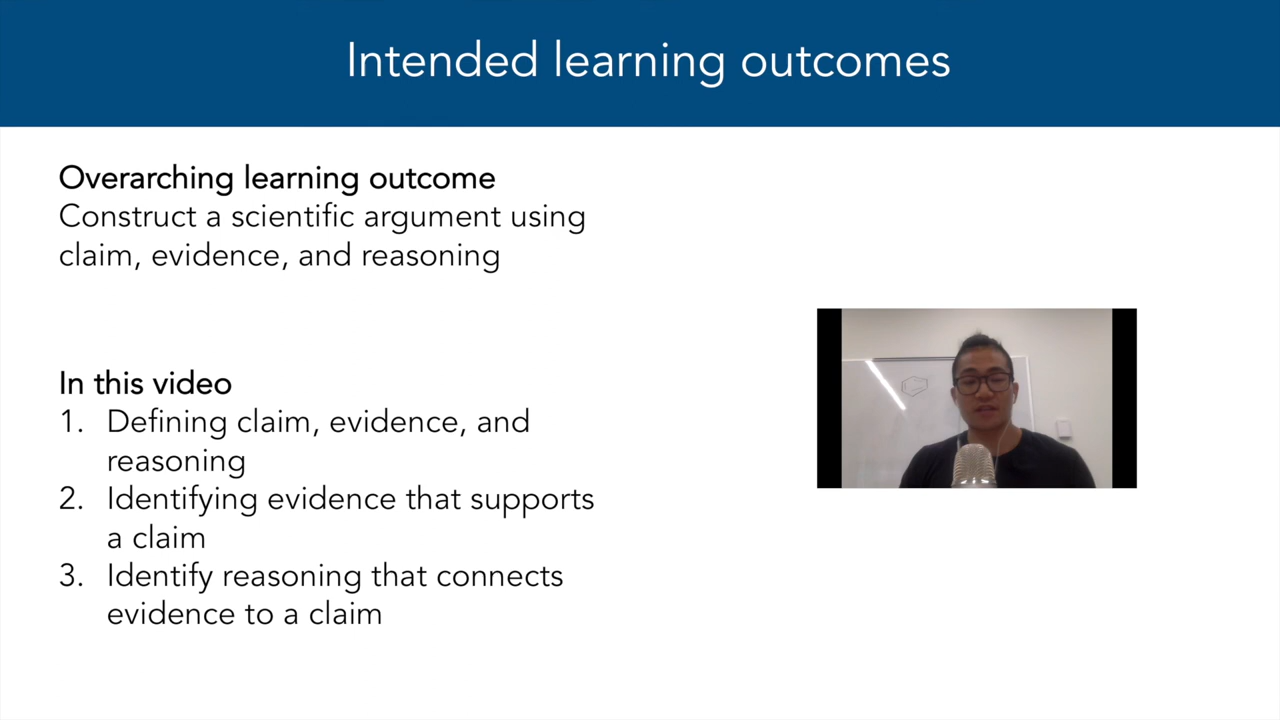 Intended learning outcomes
Overarching learning outcome
Construct a scientific argument using
claim, evidence, and reasoning
In this video
1. Defining claim, evidence, and
reasoning
2. Identifying evidence that supports
a claim
3. Identify reasoning that connects
evidence to a claim